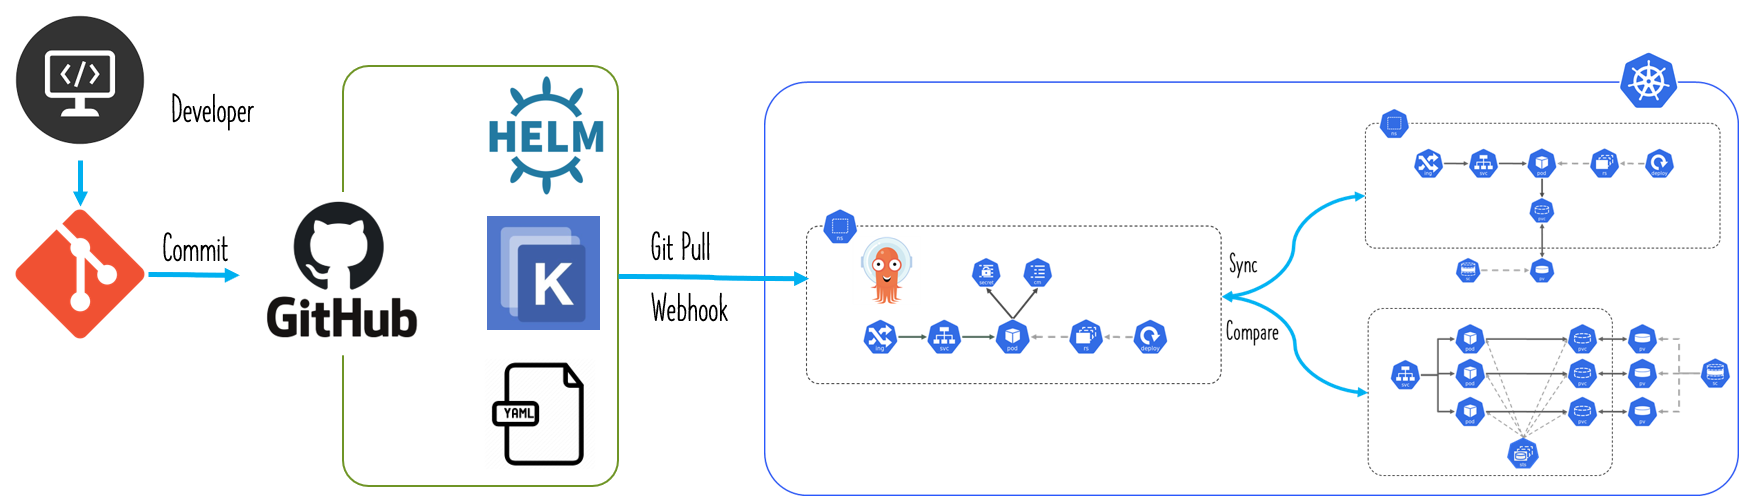 Developer
Commit
GitHub
HELM
K
YAML
Git Pull
Webhook
ns
secret
cm
ing
svc
pod
rs
deploy
Sync
Compare
ns
ing
svc
pod
rs
deploy
pvc
sc
pv
svc
pod
pvc
pv
pod
pvc
pv
sc
pod
pvc
pv
sts